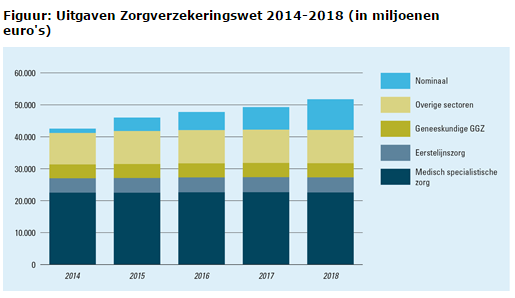 Figuur: Uitgaven Zorgverzekeringswet 2014-2018 (in miljoenen
euro's)
60.000
50.000
40.000
30.000
20.000
10.000
0
2014
2015
2016
2017
2018
Nominaal
Overige sectoren
Geneeskundige GGZ
Eerstelijnszorg
Medisch specialistische
zorg